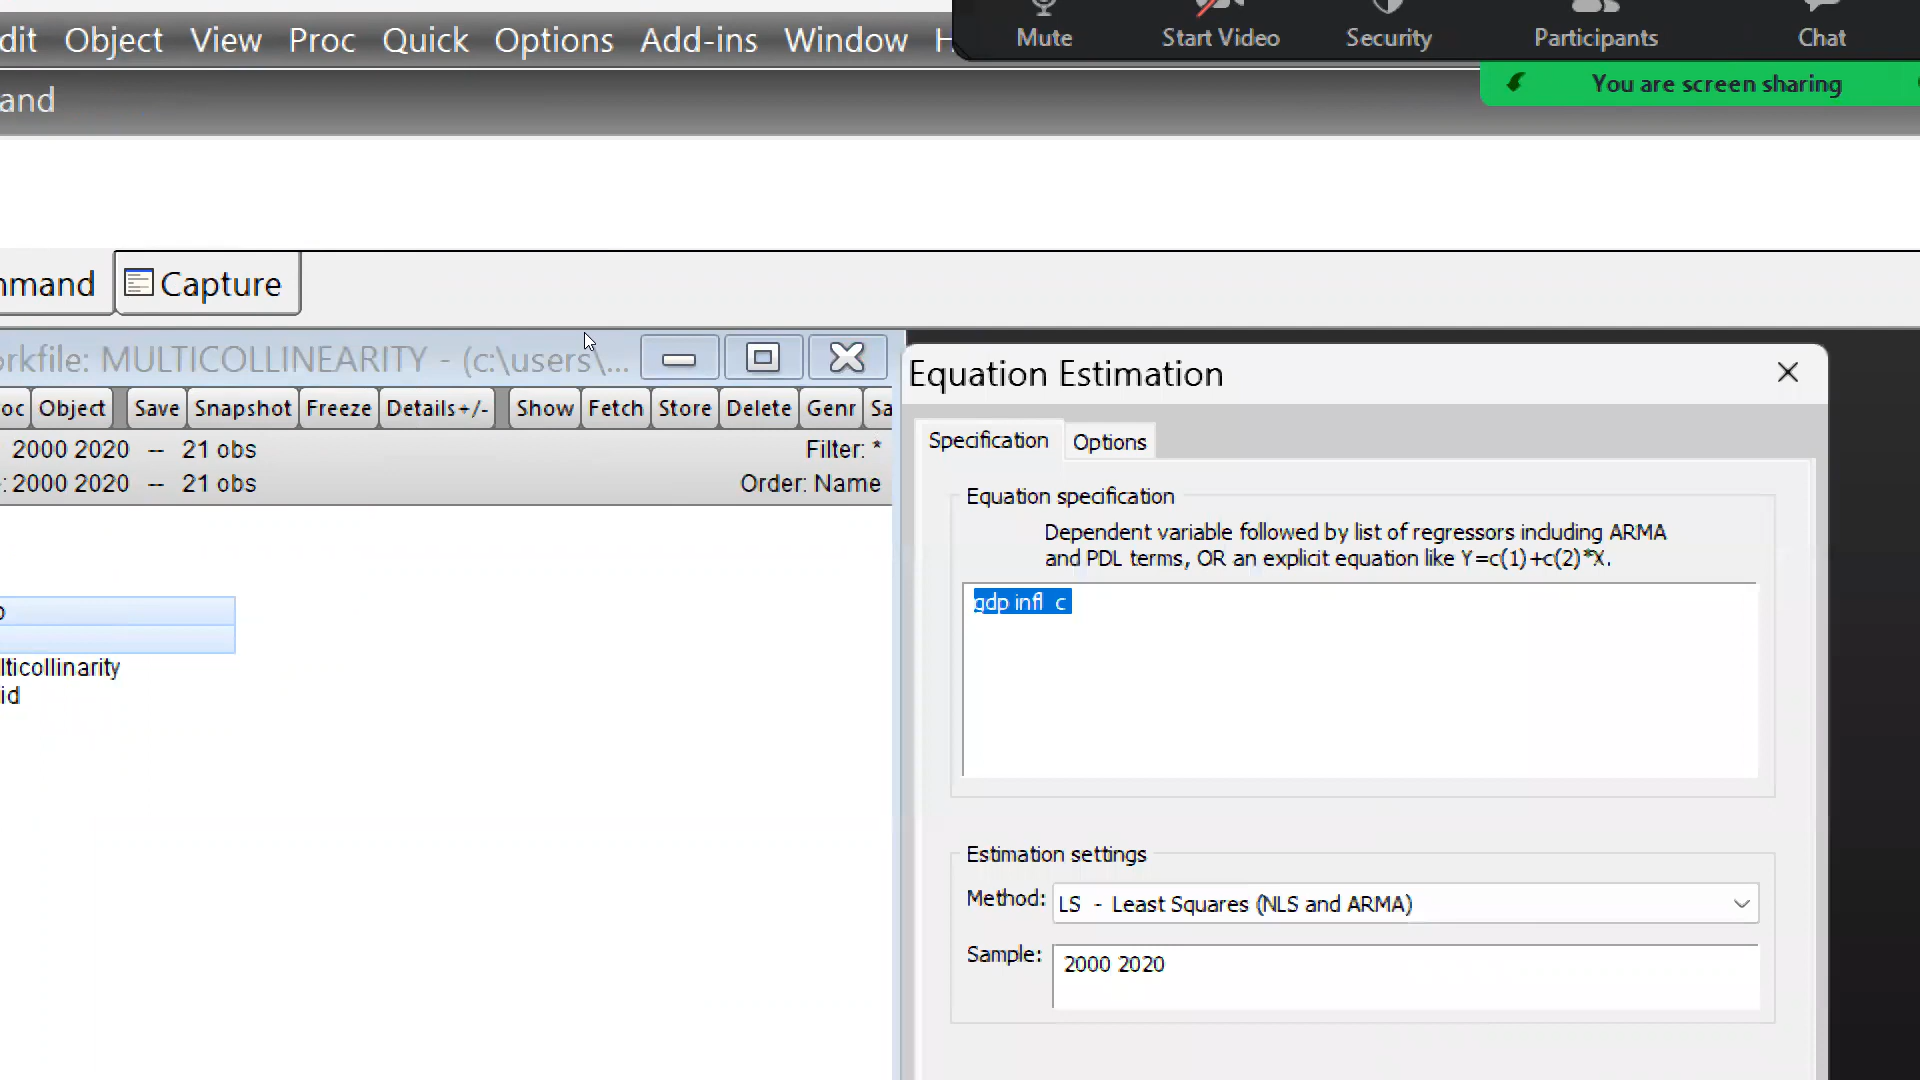 Mute Start Video Security Participants Chat
dit Object View Proc Quick Options Add-ins Window H
You are screen sharing
and
mmand Capture
rkfile: MULTICOLLINEARITY - (c:\users\...
oc Object Save Snapshot Freeze Details+/- Show Fetch Store Delete Genr Sa
2000 2020 -- 21 obs Filter: *
: 2000 2020 -- 21 obs Order: Name
lticollinarity
id
Equation Estimation
Specification Options
Equation specification
Dependent variable followed by list of regressors including ARMA
and PDL terms, OR an explicit equation like Y=c(1)+c(2)*X.
gdp infl c
Estimation settings
Method: LS - Least Squares (NLS and ARMA)
Sample: 2000 2020